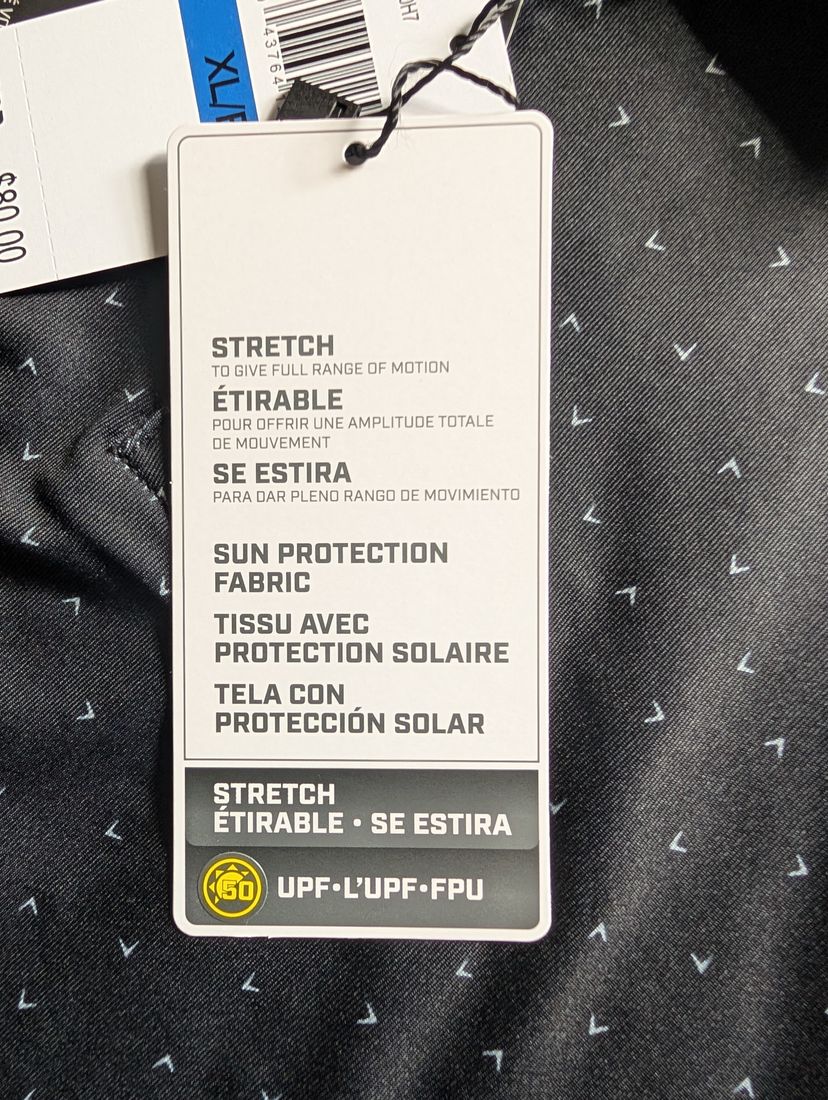 $80.00
XL/
43764
STRETCH
TO GIVE FULL RANGE OF MOTION
ÉTIRABLE
POUR OFFRIR UNE AMPLITUDE TOTALE
DE MOUVEMENT
SE ESTIRA
PARA DAR PLENO RANGO DE MOVIMIENTO
SUN PROTECTION
FABRIC
TISSU AVEC
PROTECTION SOLAIRE
TELA CON
PROTECCIÓN SOLAR
STRETCH
ÉTIRABLE • SE ESTIRA
50 UPF•L'UPF•FPU